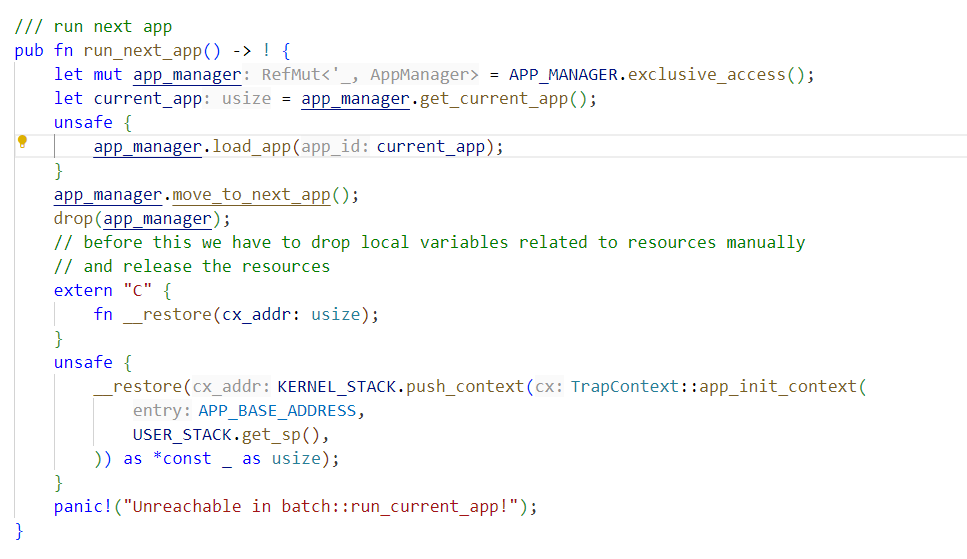 /// run next app
pub fn run_next_app() -> ! {
    let mut app_manager: RefMut<'_, AppManager> = APP_MANAGER.exclusive_access();
    let current_app: usize = app_manager.get_current_app();
    unsafe {
        app_manager.load_app(app_id: current_app);
    }
    app_manager.move_to_next_app();
    drop(app_manager);
    // before this we have to drop local variables related to resources manually
    // and release the resources
    extern "C" {
        fn __restore(cx_addr: usize);
    }
    unsafe {
        __restore(cx_addr: KERNEL_STACK.push_context(cx: TrapContext::app_init_context(
            entry: APP_BASE_ADDRESS,
            USER_STACK.get_sp(),
        )) as *const _ as usize);
    }
    panic!("Unreachable in batch::run_current_app!");
}